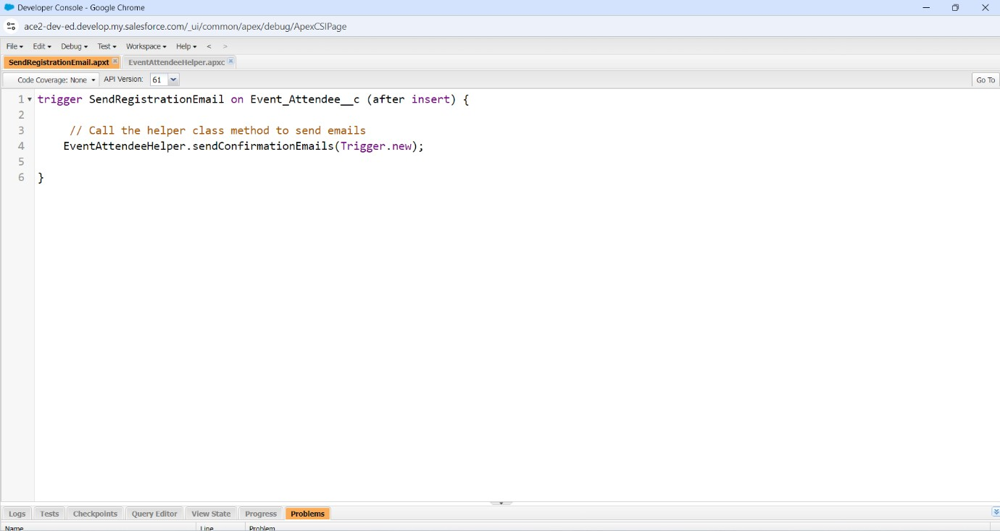 Developer Console - Google Chrome
ace2-dev-ed.develop.my.salesforce.com/_ui/common/apex/debug/ApexCSIPage
File Edit Debug Test Workspace Help < >
SendRegistrationEmail.apxt EventAttendeeHelper.apxc
Code Coverage: None API Version: 61 Go To
1 trigger SendRegistrationEmail on Event_Attendee__c (after insert) {
2
3 // Call the helper class method to send emails
4 EventAttendeeHelper.sendConfirmationEmails(Trigger.new);
5
6 }
Logs Tests Checkpoints Query Editor View State Progress Problems
Name Line Problem